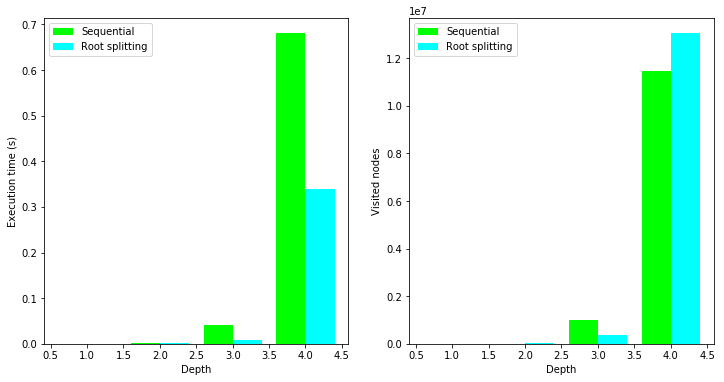 1e7
Sequential
Root splitting
Sequential
Root splitting
0.7
0.6
0.5
0.4
0.3
0.2
0.1
0.0
Execution time (s)
0.5 1.0 1.5 2.0 2.5 3.0 3.5 4.0 4.5
Depth
1.2
1.0
0.8
0.6
0.4
0.2
0.0
Visited nodes
0.5 1.0 1.5 2.0 2.5 3.0 3.5 4.0 4.5
Depth